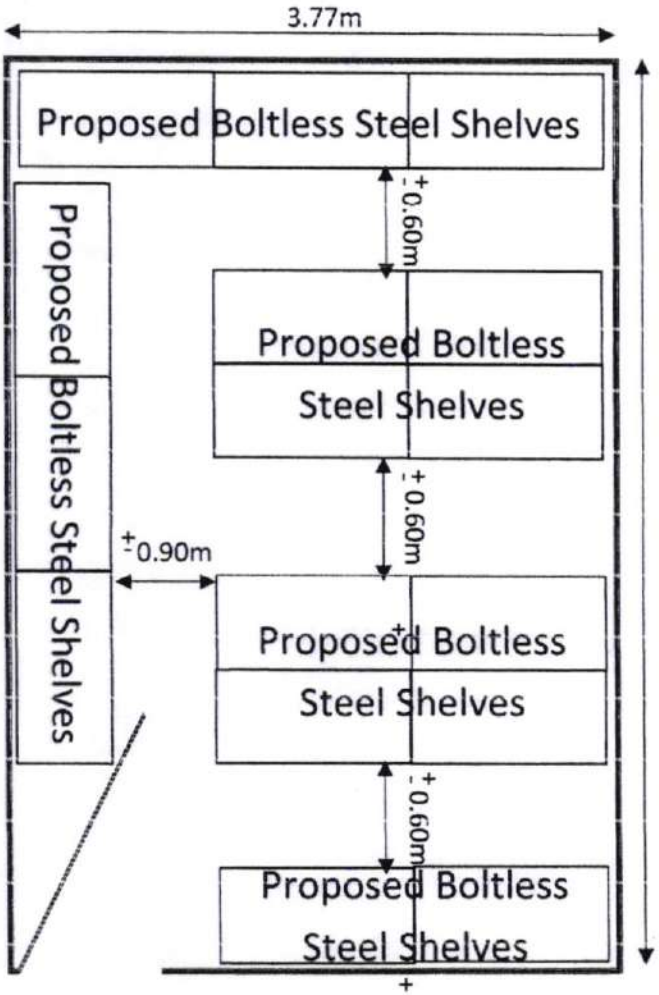 3.77m
Proposed Boltless Steel Shelves
±0.60m
Proposed Boltless Steel Shelves
Proposed Boltless
Steel Shelves
±0.60m
±0.90m
Proposed Boltless
Steel Shelves
±0.60m
Proposed Boltless
Steel Shelves